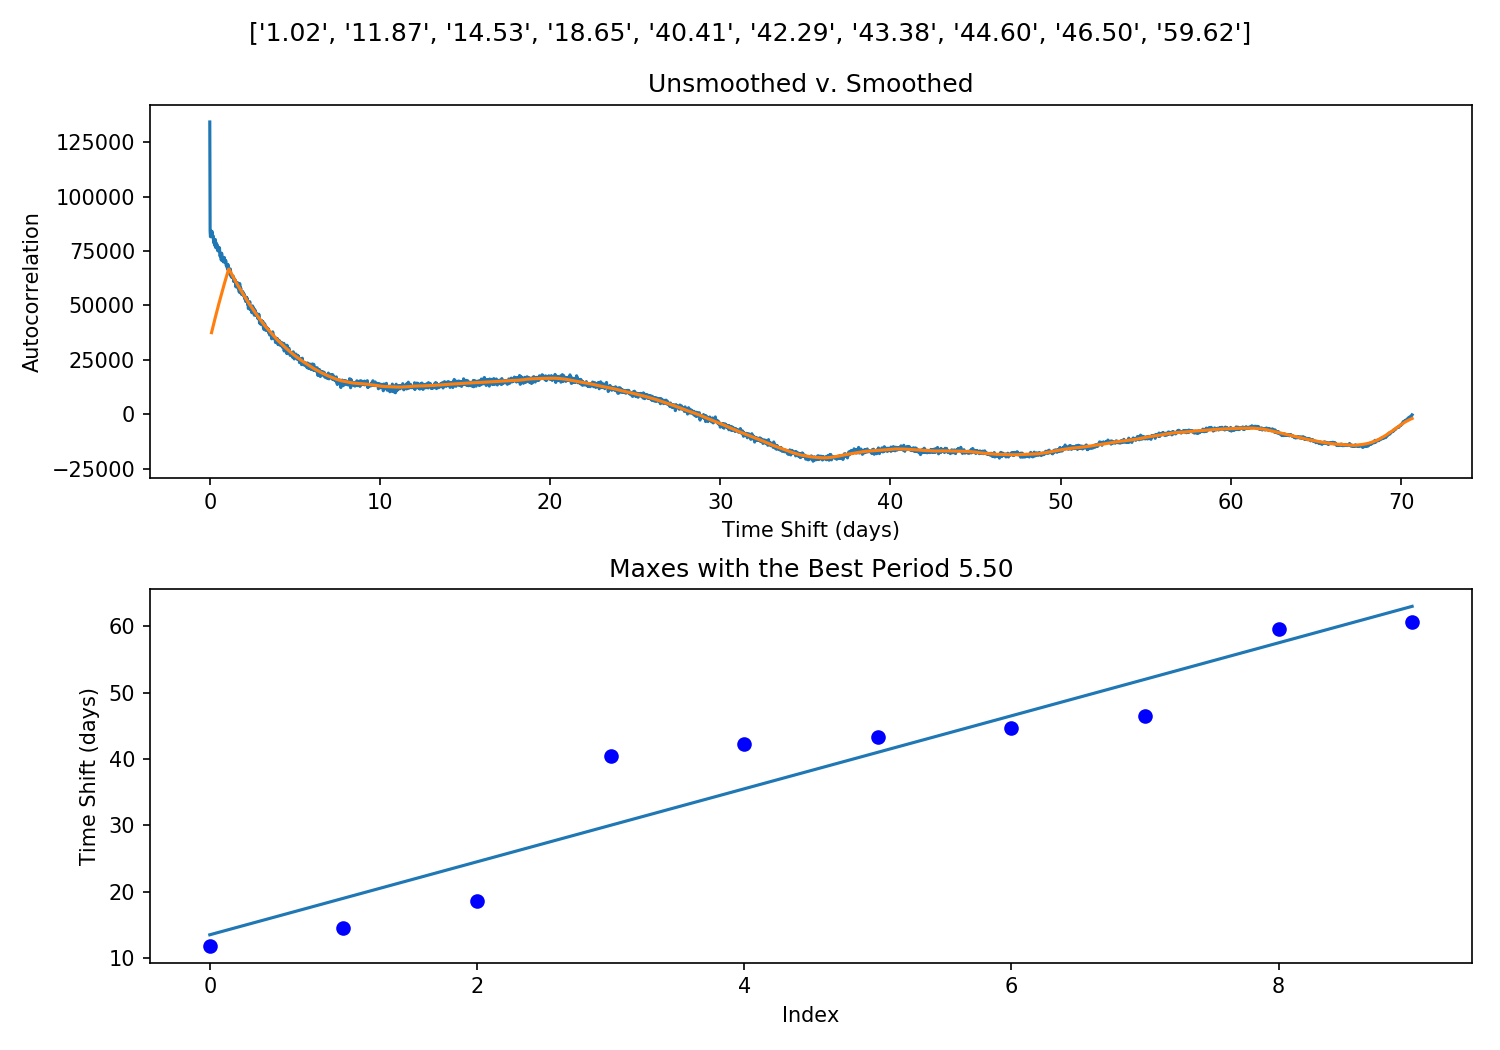 ['1.02', '11.87', '14.53', '18.65', '40.41', '42.29', '43.38', '44.60', '46.50', '59.62']
Unsmoothed v. Smoothed
125000
100000
75000
50000
25000
0
−25000
Autocorrelation
0 10 20 30 40 50 60 70
Time Shift (days)
Maxes with the Best Period 5.50
60
50
40
30
20
10
Time Shift (days)
0 2 4 6 8
Index